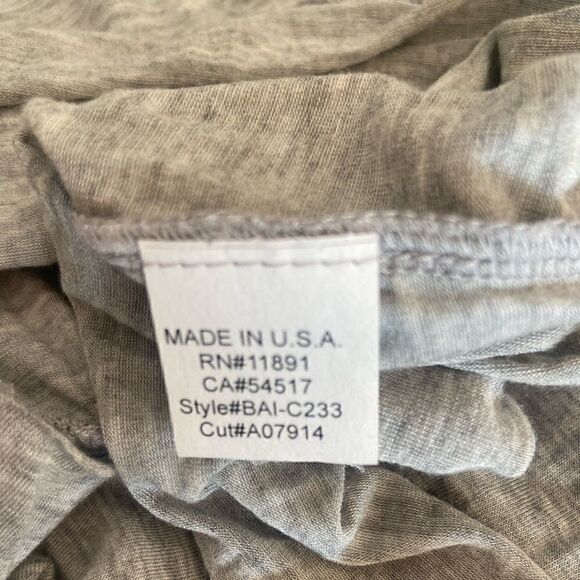 MADE IN U.S.A.
RN#11891
CA#54517
Style#BAI-C233
Cut#A07914